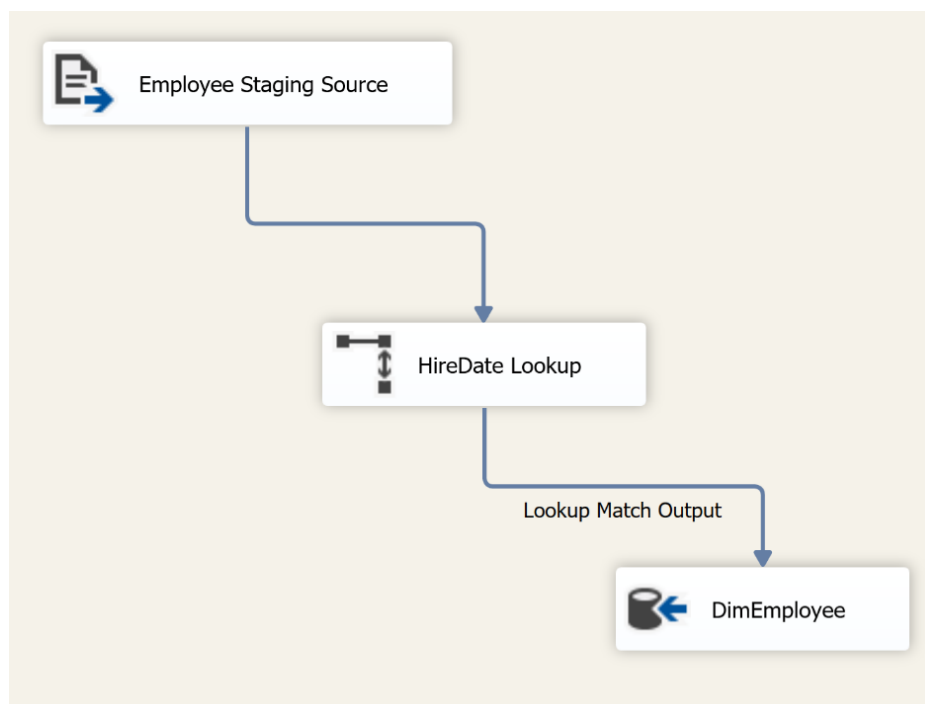 Employee Staging Source
HireDate Lookup
Lookup Match Output
DimEmployee